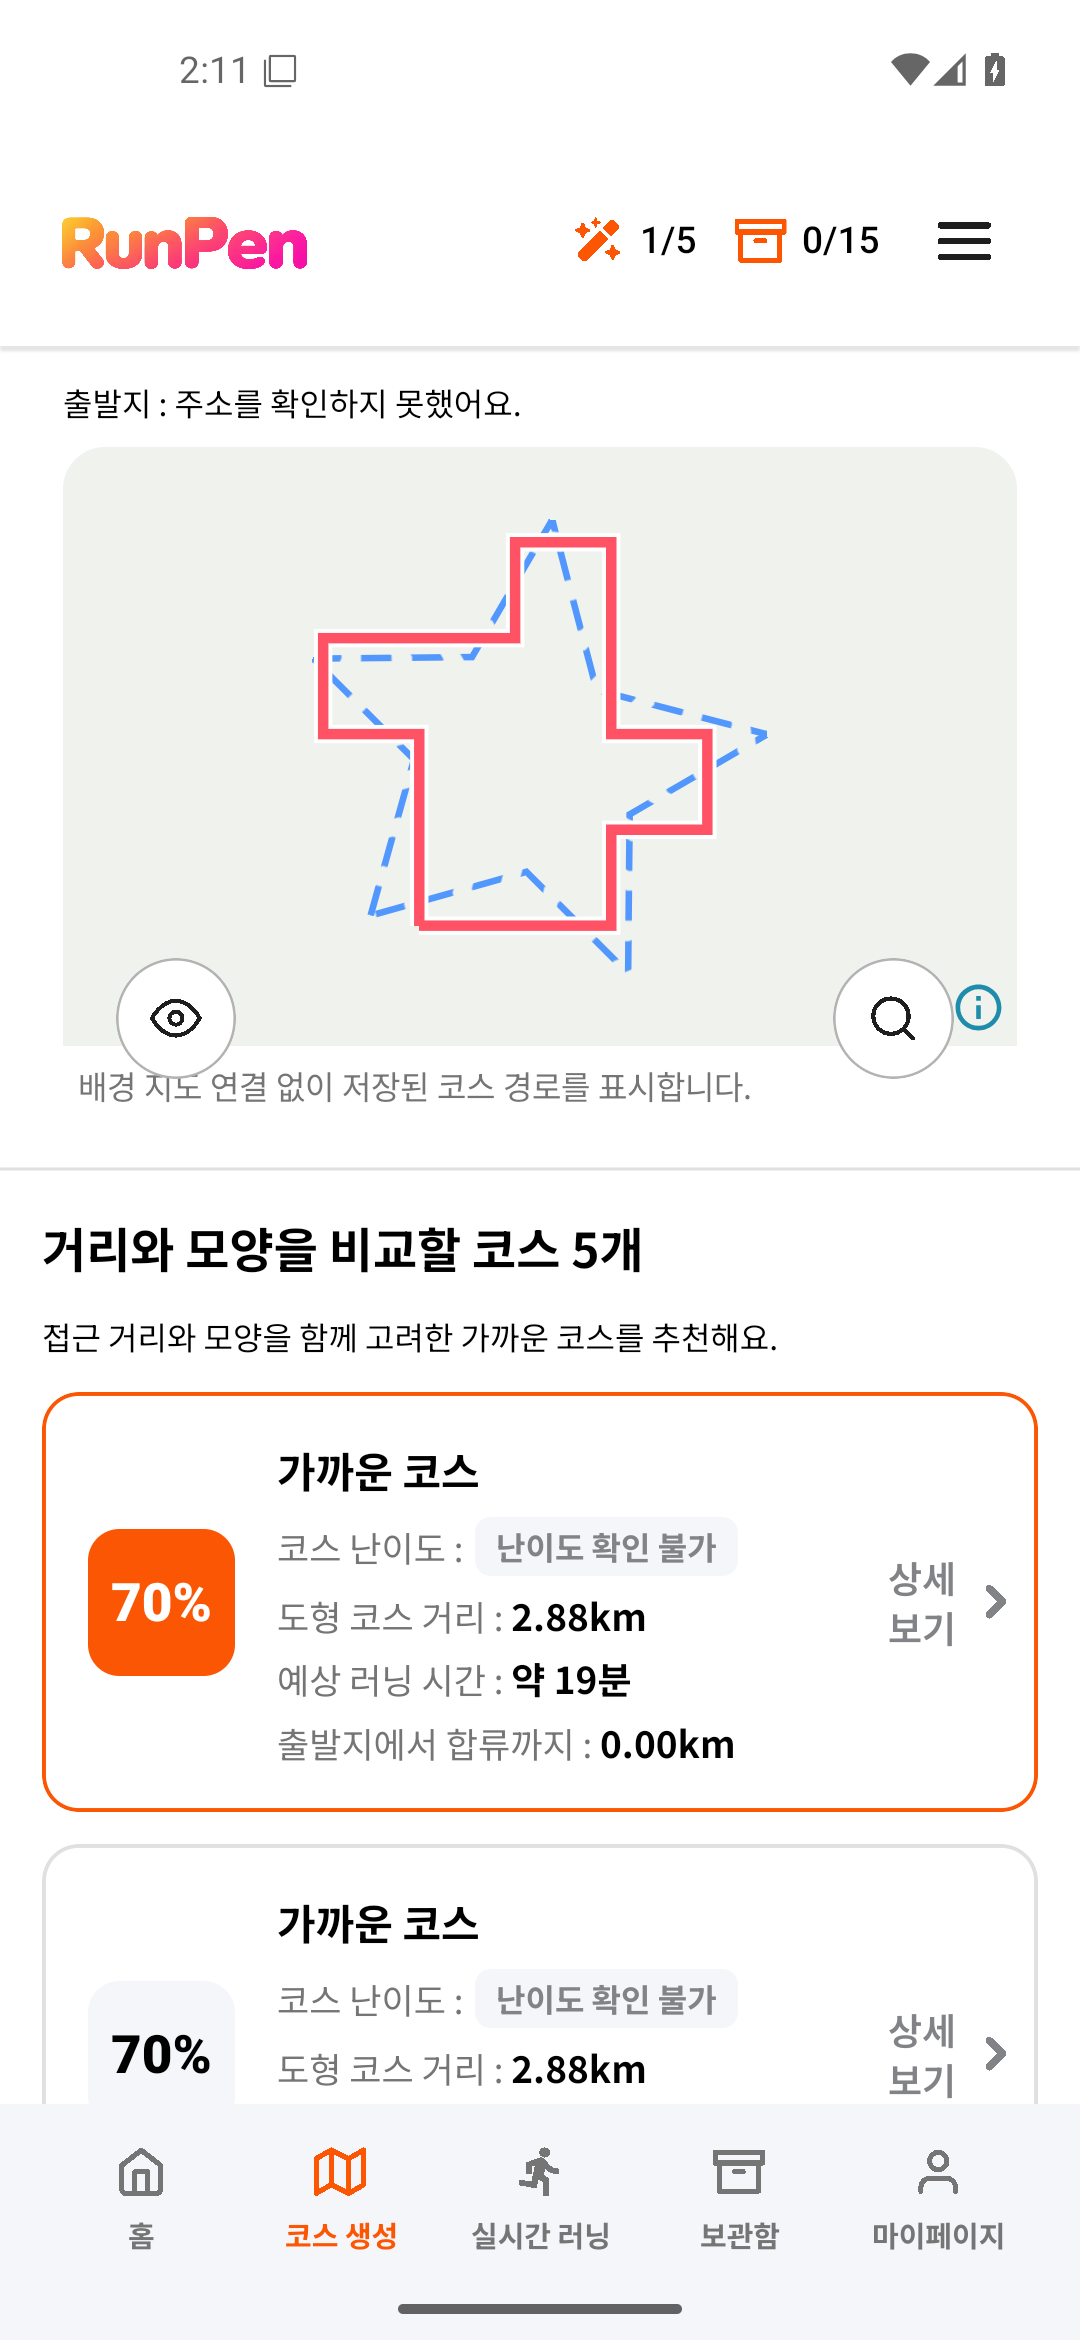 2:11
RunPen 1/5 0/15
출발지 : 주소를 확인하지 못했어요.
배경 지도 연결 없이 저장된 코스 경로를 표시합니다.
거리와 모양을 비교할 코스 5개
접근 거리와 모양을 함께 고려한 가까운 코스를 추천해요.
가까운 코스
코스 난이도 : 난이도 확인 불가
70%
도형 코스 거리 : 2.88km
예상 러닝 시간 : 약 19분
출발지에서 합류까지 : 0.00km
상세
보기
가까운 코스
코스 난이도 : 난이도 확인 불가
70%
도형 코스 거리 : 2.88km
상세
보기
홈 코스 생성 실시간 러닝 보관함 마이페이지